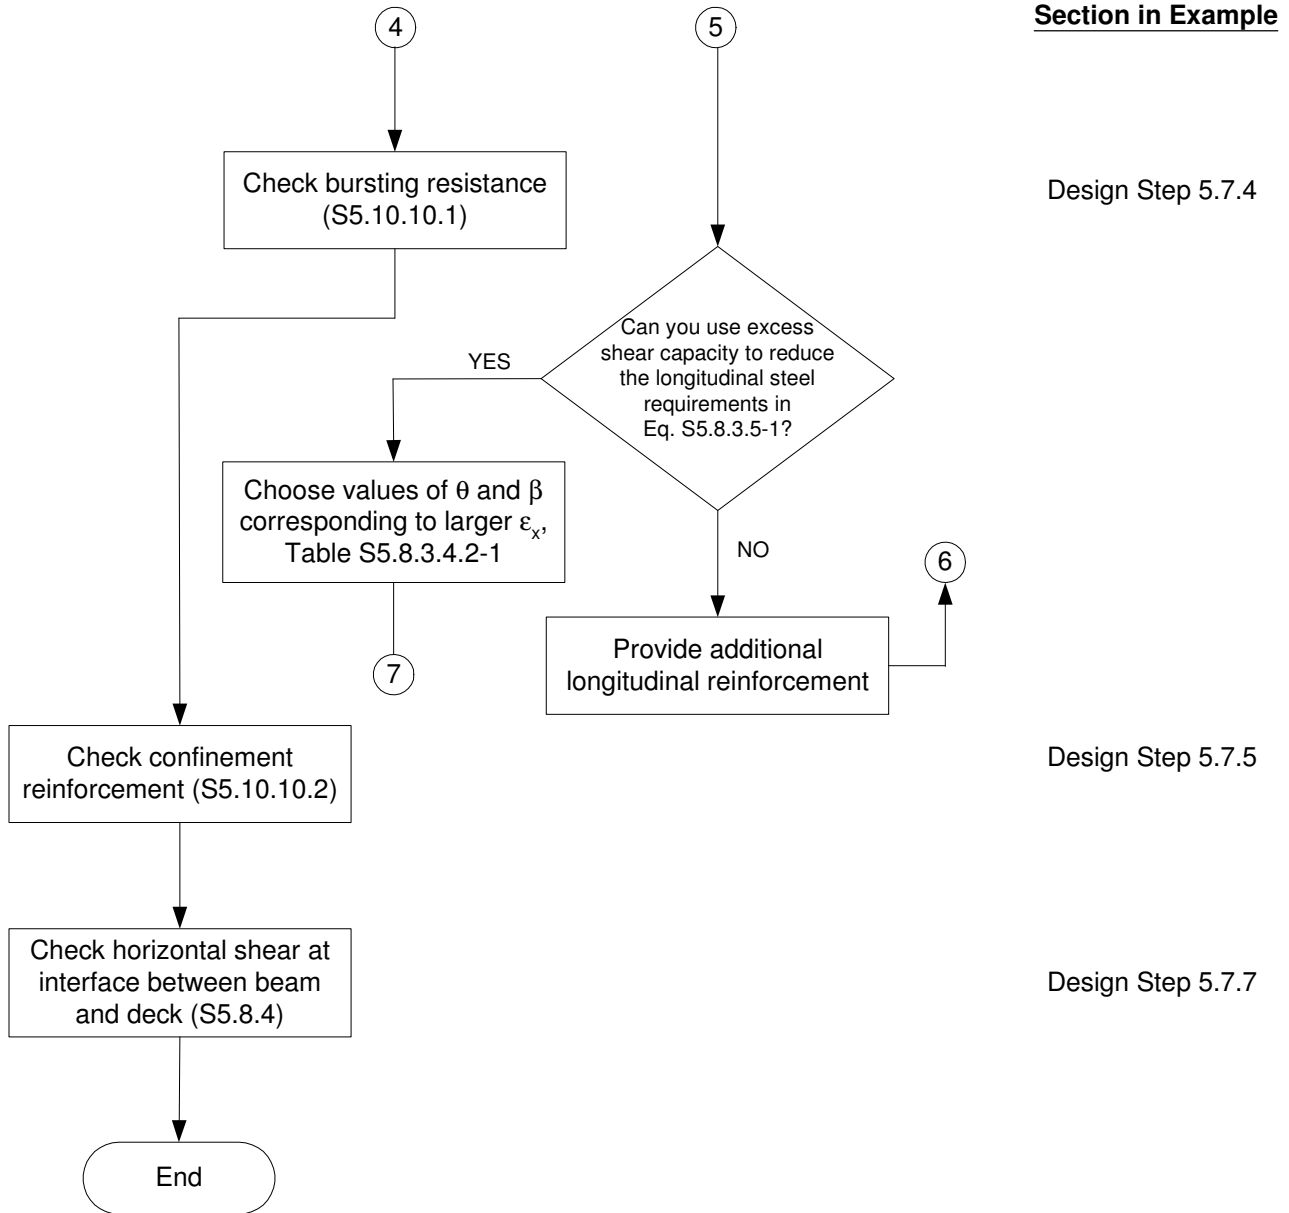 Section in Example
4
5
Check bursting resistance
(S5.10.10.1)
Design Step 5.7.4
Can you use excess
shear capacity to reduce
the longitudinal steel
requirements in
Eq. S5.8.3.5-1?
YES
Choose values of θ and β
corresponding to larger εₓ,
Table S5.8.3.4.2-1
NO
6
7
Provide additional
longitudinal reinforcement
Check confinement
reinforcement (S5.10.10.2)
Design Step 5.7.5
Check horizontal shear at
interface between beam
and deck (S5.8.4)
Design Step 5.7.7
End